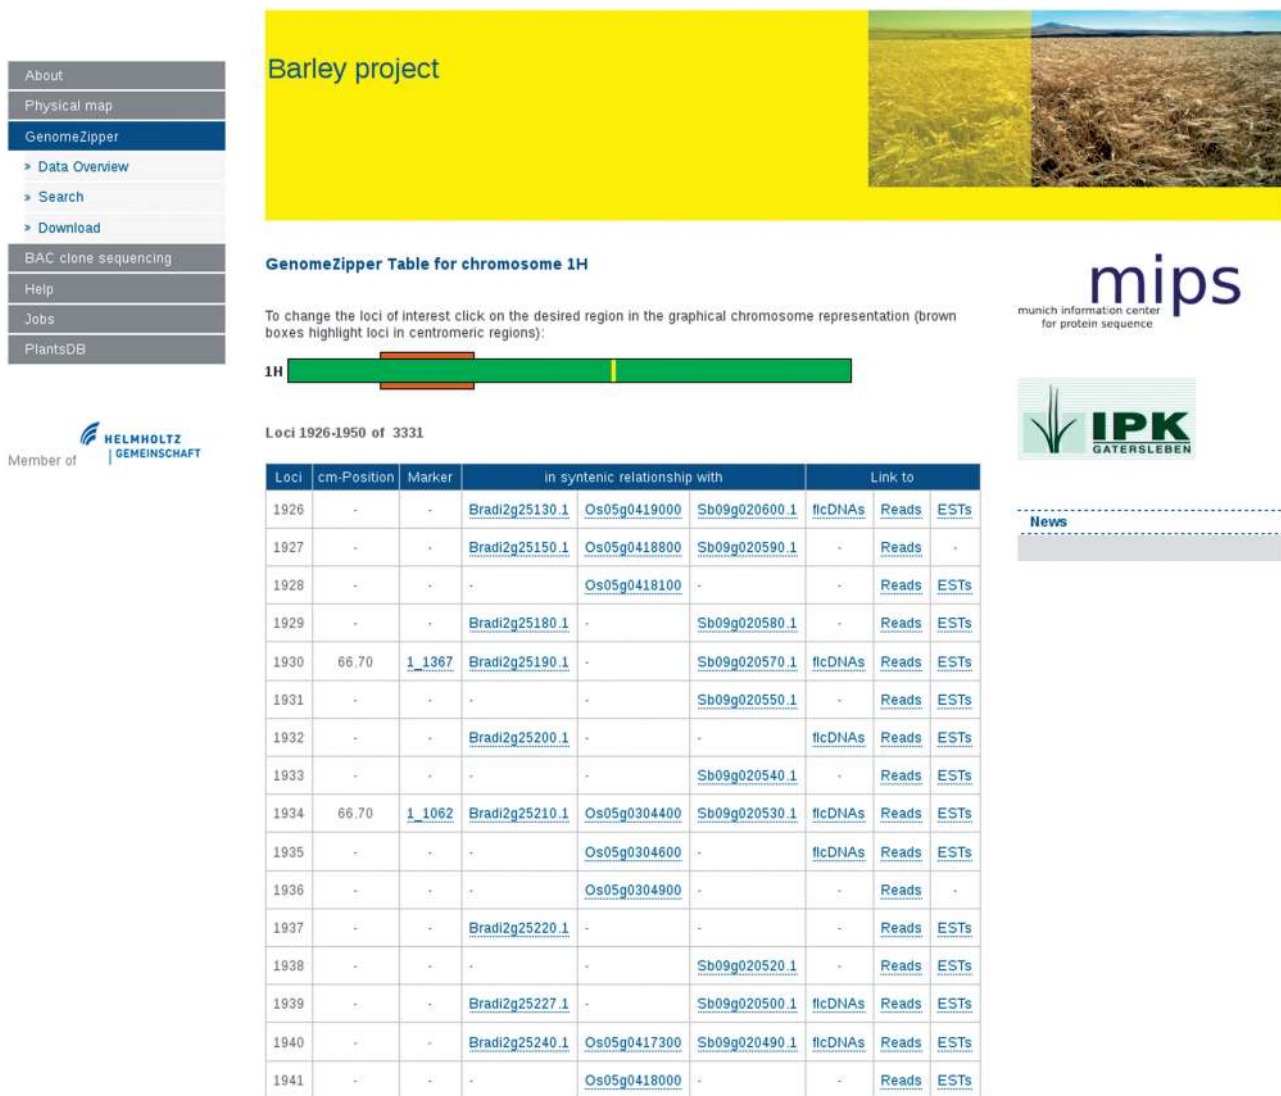 Barley project
About
Physical map
GenomeZipper
» Data Overview
» Search
» Download
BAC clone sequencing
Help
Jobs
PlantsDB
Member of
HELMHOLTZ
| GEMEINSCHAFT
GenomeZipper Table for chromosome 1H
To change the loci of interest click on the desired region in the graphical chromosome representation (brown
boxes highlight loci in centromeric regions):
1H
Loci 1926-1950 of 3331
Loci cm-Position Marker in syntenic relationship with Link to
1926 - - Bradi2g25130.1 Os05g0419000 Sb09g020600.1 flcDNAs Reads ESTs
1927 - - Bradi2g25150.1 Os05g0418800 Sb09g020590.1 - Reads -
1928 - - - Os05g0418100 - - Reads ESTs
1929 - - Bradi2g25180.1 - Sb09g020580.1 - Reads ESTs
1930 66.70 1_1367 Bradi2g25190.1 - Sb09g020570.1 flcDNAs Reads ESTs
1931 - - - - Sb09g020550.1 - Reads ESTs
1932 - - Bradi2g25200.1 - - flcDNAs Reads ESTs
1933 - - - - Sb09g020540.1 - Reads ESTs
1934 66.70 1_1062 Bradi2g25210.1 Os05g0304400 Sb09g020530.1 flcDNAs Reads ESTs
1935 - - - Os05g0304600 - flcDNAs Reads ESTs
1936 - - - Os05g0304900 - - Reads -
1937 - - Bradi2g25220.1 - - - Reads ESTs
1938 - - - - Sb09g020520.1 - Reads ESTs
1939 - - Bradi2g25227.1 - Sb09g020500.1 flcDNAs Reads ESTs
1940 - - Bradi2g25240.1 Os05g0417300 Sb09g020490.1 flcDNAs Reads ESTs
1941 - - - Os05g0418000 - - Reads ESTs
mips
munich information center
for protein sequence
IPK
GATERSLEBEN
News